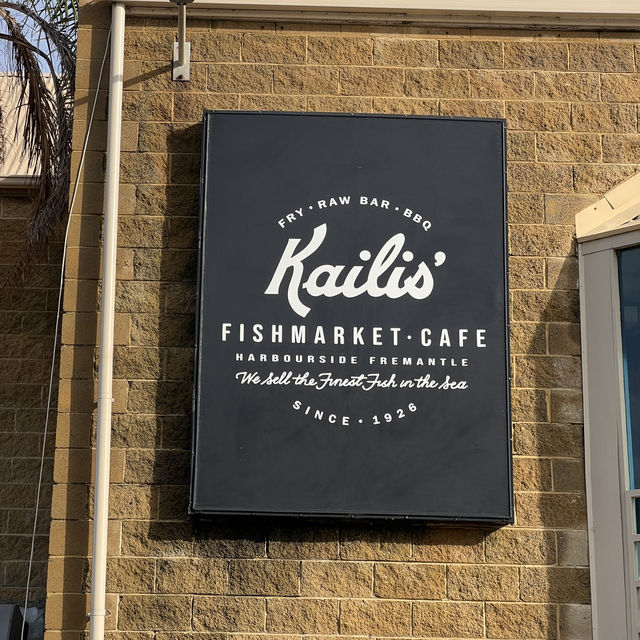 FRY · RAW BAR · BBQ
Kailis'
FISHMARKET · CAFE
HARBOURSIDE FREMANTLE
We sell the Finest Fish in the Sea
SINCE · 1926